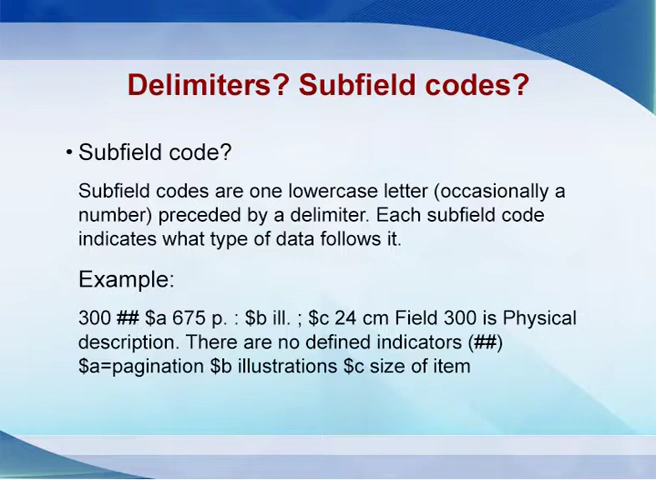 Delimiters? Subfield codes?
• Subfield code?
Subfield codes are one lowercase letter (occasionally a
number) preceded by a delimiter. Each subfield code
indicates what type of data follows it.
Example:
300 ## $a 675 p. : $b ill. ; $c 24 cm Field 300 is Physical
description. There are no defined indicators (##)
$a=pagination $b illustrations $c size of item